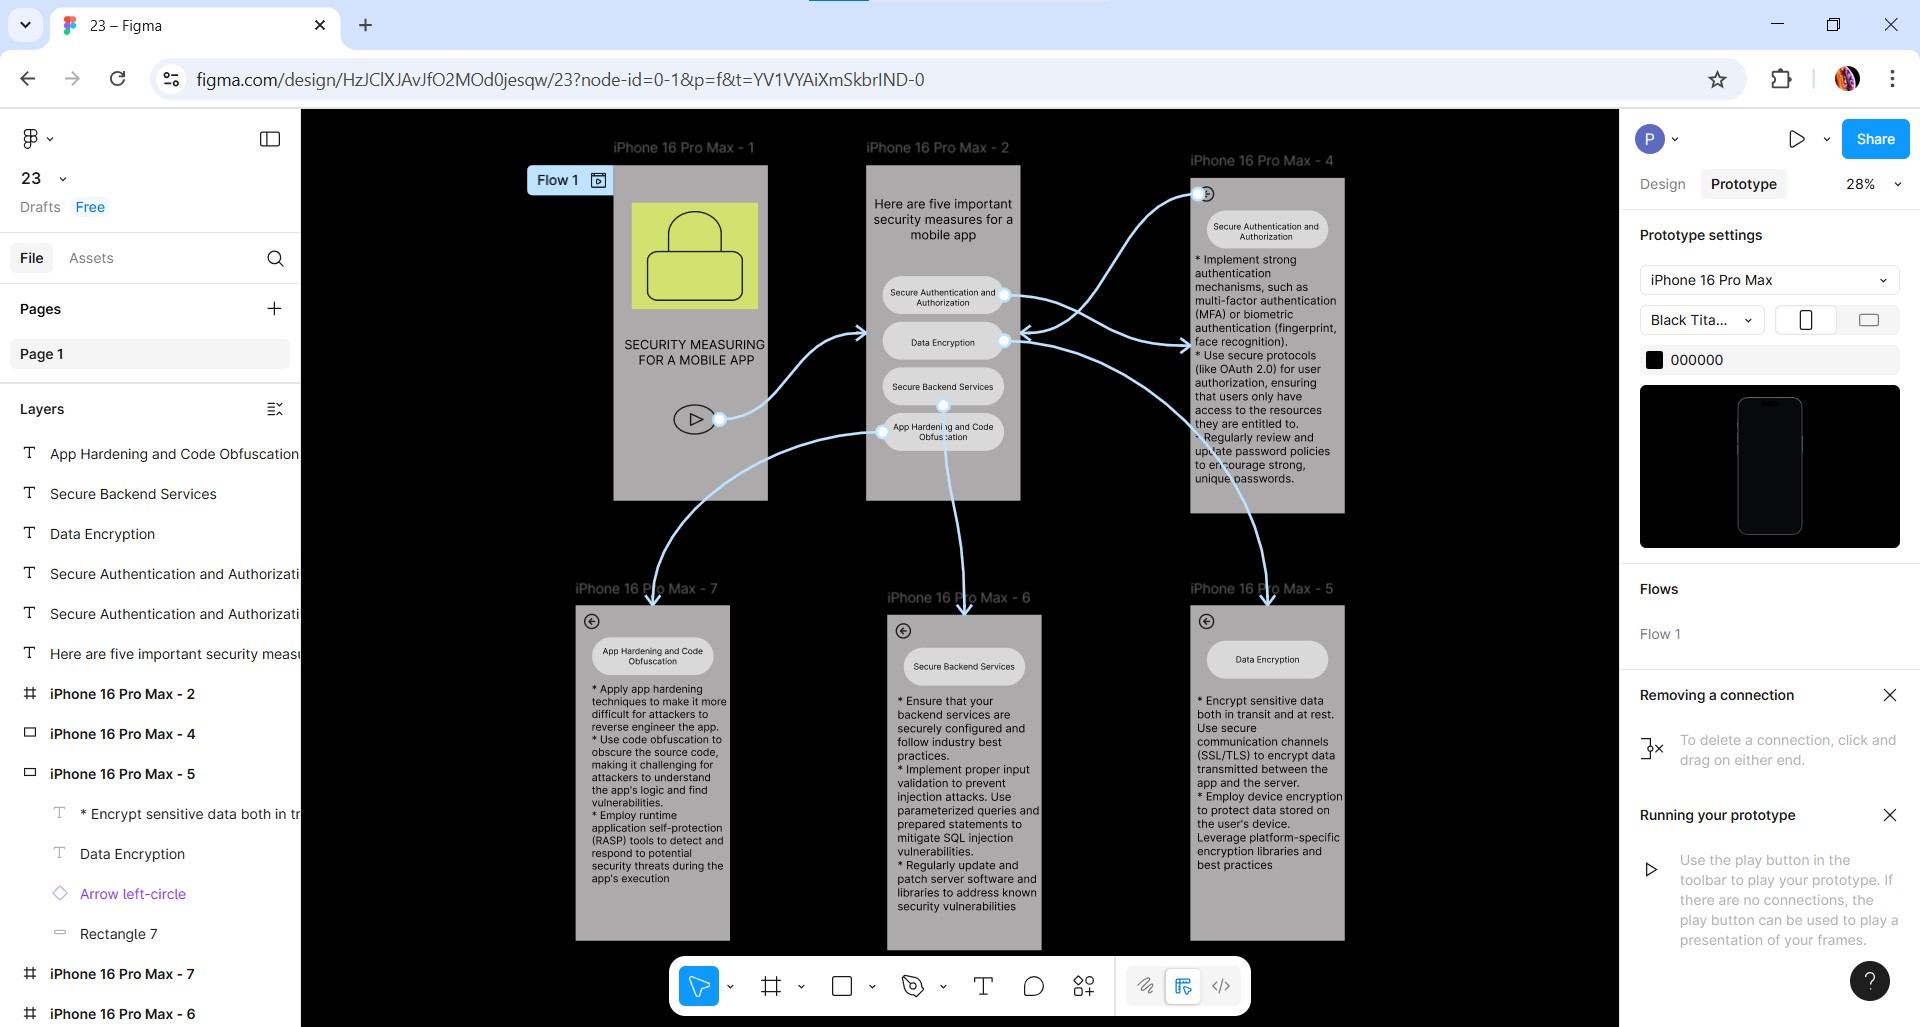 23 – Figma
figma.com/design/HzJClXJAvJfO2MOd0jesqw/23?node-id=0-1&p=f&t=YV1VYAiXmSkbrIND-0
23
Drafts
Free
File
Assets
Pages
Page 1
Layers
App Hardening and Code Obfuscation
Secure Backend Services
Data Encryption
Secure Authentication and Authorizati
Secure Authentication and Authorizati
Here are five important security measu
iPhone 16 Pro Max - 2
iPhone 16 Pro Max - 4
iPhone 16 Pro Max - 5
* Encrypt sensitive data both in tr
Data Encryption
Arrow left-circle
Rectangle 7
iPhone 16 Pro Max - 7
iPhone 16 Pro Max - 6
Flow 1
iPhone 16 Pro Max - 1
SECURITY MEASURING
FOR A MOBILE APP
iPhone 16 Pro Max - 2
Here are five important
security measures for a
mobile app
Secure Authentication and
Authorization
Data Encryption
Secure Backend Services
App Hardening and Code
Obfuscation
iPhone 16 Pro Max - 4
Secure Authentication and
Authorization
* Implement strong
authentication
mechanisms, such as
multi-factor authentication
(MFA) or biometric
authentication (fingerprint,
face recognition).
* Use secure protocols
(like OAuth 2.0) for user
authorization, ensuring
that users only have
access to the resources
they are entitled to.
* Regularly review and
update password policies
to encourage strong,
unique passwords.
iPhone 16 Pro Max - 7
App Hardening and Code
Obfuscation
* Apply app hardening
techniques to make it more
difficult for attackers to
reverse engineer the app.
* Use code obfuscation to
obscure the source code,
making it challenging for
attackers to understand
the app's logic and find
vulnerabilities.
* Employ runtime
application self-protection
(RASP) tools to detect and
respond to potential
security threats during the
app's execution
iPhone 16 Pro Max - 6
Secure Backend Services
* Ensure that your
backend services are
securely configured and
follow industry best
practices.
* Implement proper input
validation to prevent
injection attacks. Use
parameterized queries and
prepared statements to
mitigate SQL injection
vulnerabilities.
* Regularly update and
patch server software and
libraries to address known
security vulnerabilities
iPhone 16 Pro Max - 5
Data Encryption
* Encrypt sensitive data
both in transit and at rest.
Use secure
communication channels
(SSL/TLS) to encrypt data
transmitted between the
app and the server.
* Employ device encryption
to protect data stored on
the user's device.
Leverage platform-specific
encryption libraries and
best practices
P
Share
Design
Prototype
28%
Prototype settings
iPhone 16 Pro Max
Black Tita...
000000
Flows
Flow 1
Removing a connection
To delete a connection, click and
drag on either end.
Running your prototype
Use the play button in the
toolbar to play your prototype. If
there are no connections, the
play button can be used to play a
presentation of your frames.
?